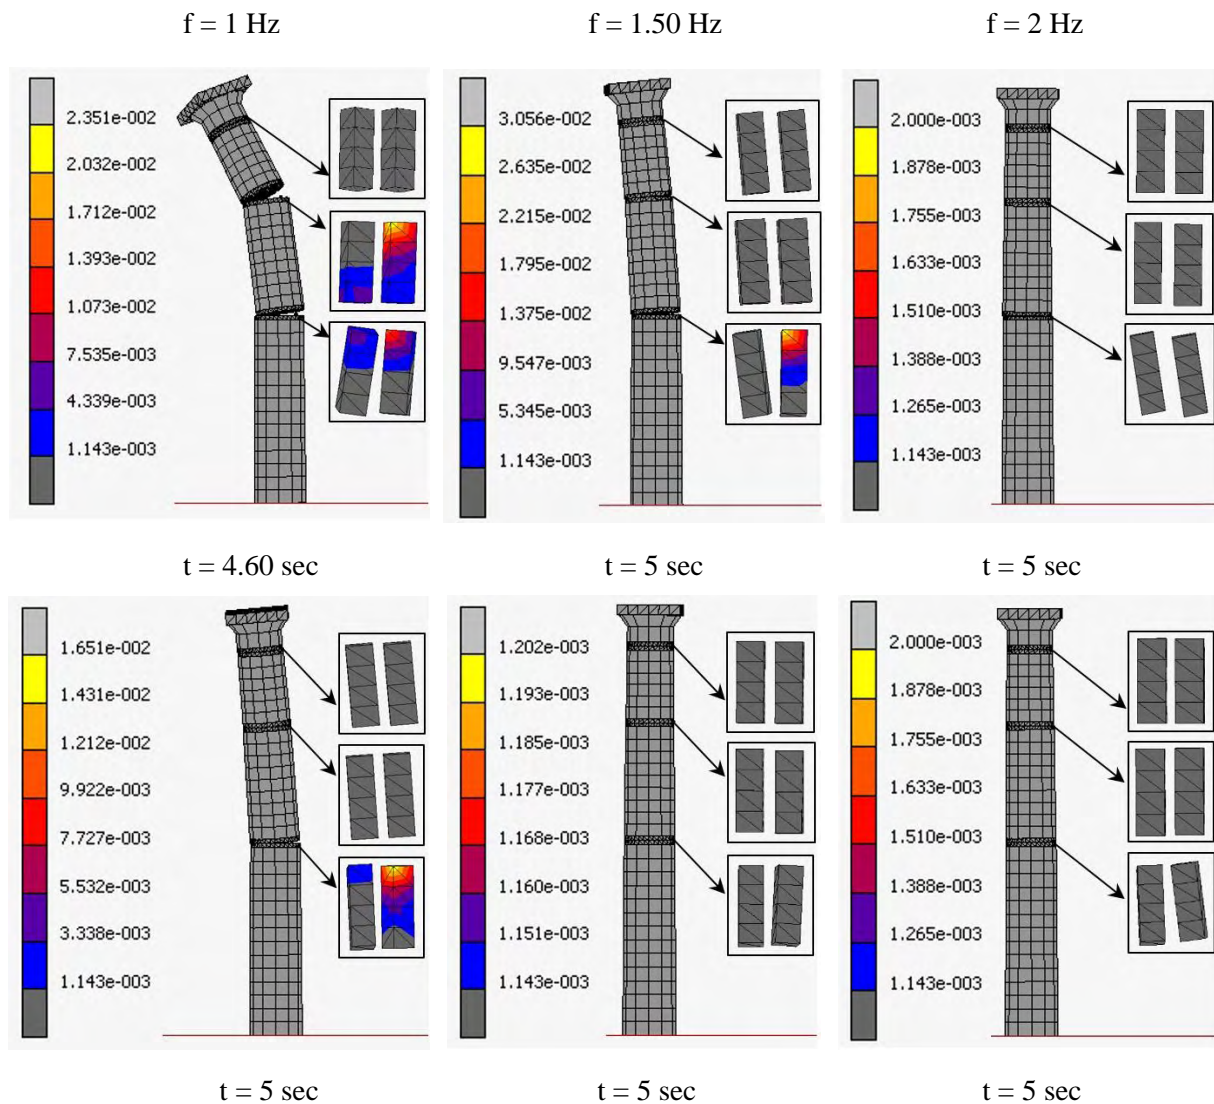 f = 1 Hz
f = 1.50 Hz
f = 2 Hz
2.351e-002
2.032e-002
1.712e-002
1.393e-002
1.073e-002
7.535e-003
4.339e-003
1.143e-003
3.056e-002
2.635e-002
2.215e-002
1.795e-002
1.375e-002
9.547e-003
5.345e-003
1.143e-003
2.000e-003
1.878e-003
1.755e-003
1.633e-003
1.510e-003
1.388e-003
1.265e-003
1.143e-003
t = 4.60 sec
t = 5 sec
t = 5 sec
1.651e-002
1.431e-002
1.212e-002
9.922e-003
7.727e-003
5.532e-003
3.338e-003
1.143e-003
1.202e-003
1.193e-003
1.185e-003
1.177e-003
1.168e-003
1.160e-003
1.151e-003
1.143e-003
2.000e-003
1.878e-003
1.755e-003
1.633e-003
1.510e-003
1.388e-003
1.265e-003
1.143e-003
t = 5 sec
t = 5 sec
t = 5 sec